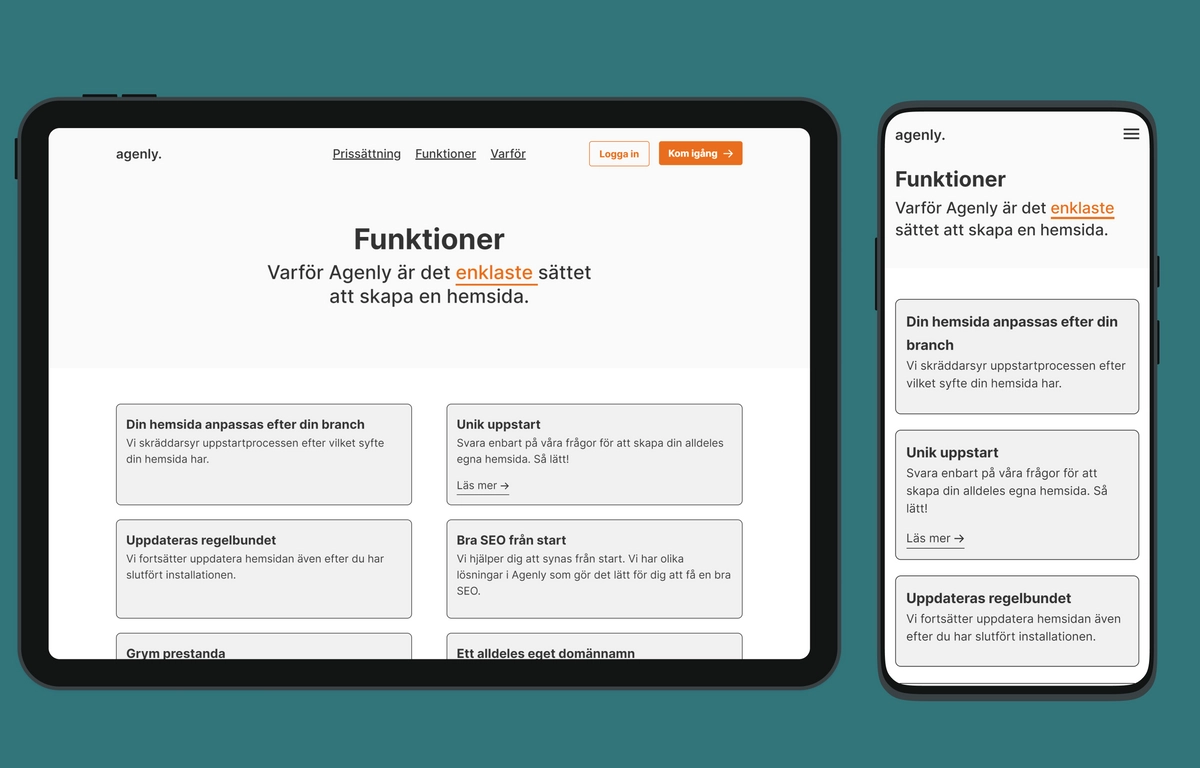 agenly.
Prissättning Funktioner Varför
Logga in
Kom igång →
Funktioner
Varför Agenly är det enklaste sättet
att skapa en hemsida.
Din hemsida anpassas efter din branch
Vi skräddarsyr uppstartprocessen efter vilket syfte
din hemsida har.
Unik uppstart
Svara enbart på våra frågor för att skapa din alldeles
egna hemsida. Så lätt!
Läs mer →
Uppdateras regelbundet
Vi fortsätter uppdatera hemsidan även efter du har
slutfört installationen.
Bra SEO från start
Vi hjälper dig att synas från start. Vi har olika
lösningar i Agenly som gör det lätt för dig att få en bra
SEO.
Grym prestanda
Ett alldeles eget domännamn
agenly.
Funktioner
Varför Agenly är det enklaste
sättet att skapa en hemsida.
Din hemsida anpassas efter din
branch
Vi skräddarsyr uppstartprocessen efter
vilket syfte din hemsida har.
Unik uppstart
Svara enbart på våra frågor för att
skapa din alldeles egna hemsida. Så
lätt!
Läs mer →
Uppdateras regelbundet
Vi fortsätter uppdatera hemsidan även
efter du har slutfört installationen.